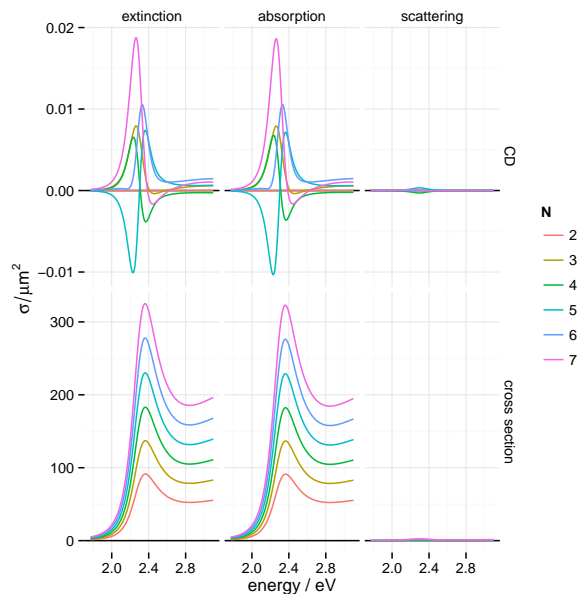 extinction absorption scattering
0.02
0.01
0.00
−0.01
CD
σ/μm²
300
200
100
0
cross section
2.0 2.4 2.8 2.0 2.4 2.8 2.0 2.4 2.8
energy / eV
N
2
3
4
5
6
7